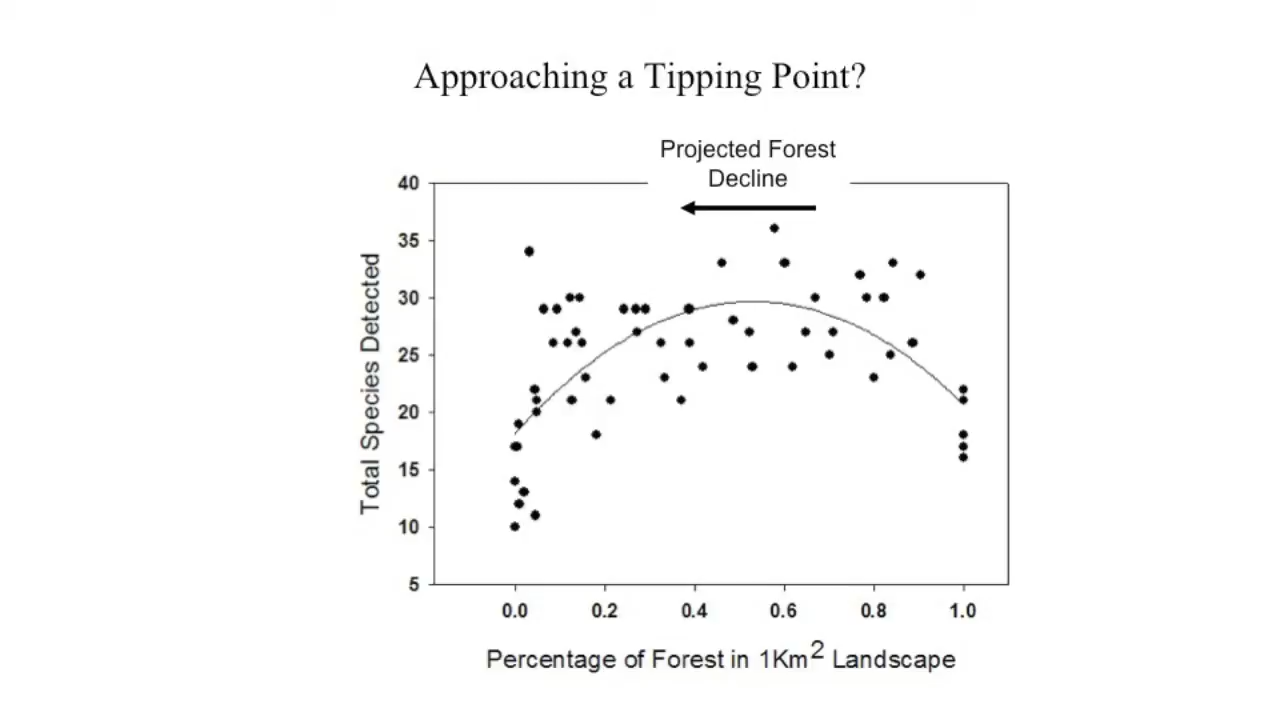 Approaching a Tipping Point?
Projected Forest
Decline
40
35
30
25
20
15
10
5
Total Species Detected
0.0 0.2 0.4 0.6 0.8 1.0
Percentage of Forest in 1Km² Landscape